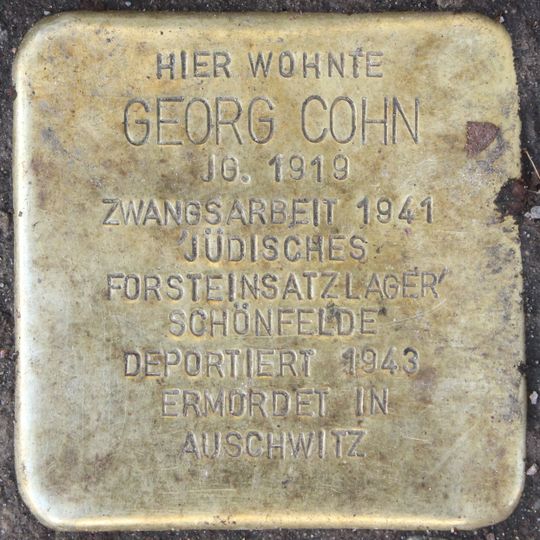 HIER WOHNTE
GEORG COHN
JG. 1919
ZWANGSARBEIT 1941
'JÜDISCHES
FORSTEINSATZLAGER'
SCHÖNFELDE
DEPORTIERT 1943
ERMORDET IN
AUSCHWITZ